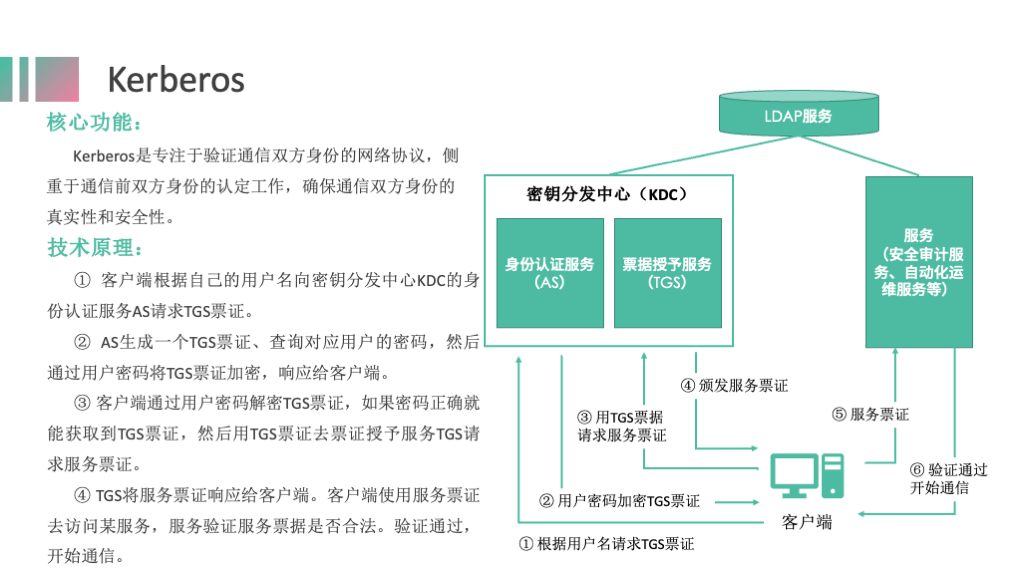 Kerberos
核心功能：
Kerberos是专注于验证通信双方身份的网络协议，侧
重于通信前双方身份的认定工作，确保通信双方身份的
真实性和安全性。
技术原理：
① 客户端根据自己的用户名向密钥分发中心KDC的身
份认证服务AS请求TGS票证。
② AS生成一个TGS票证、查询对应用户的密码，然后
通过用户密码将TGS票证加密，响应给客户端。
③ 客户端通过用户密码解密TGS票证，如果密码正确就
能获取到TGS票证，然后用TGS票证去票证授予服务TGS请
求服务票证。
④ TGS将服务票证响应给客户端。客户端使用服务票证
去访问某服务，服务验证服务票据是否合法。验证通过，
开始通信。
LDAP服务
密钥分发中心（KDC）
身份认证服务
（AS）
票据授予服务
（TGS）
服务
（安全审计服
务、自动化运
维服务等）
④ 颁发服务票证
③ 用TGS票据
请求服务票证
⑤ 服务票证
⑥ 验证通过
开始通信
② 用户密码加密TGS票证
客户端
① 根据用户名请求TGS票证